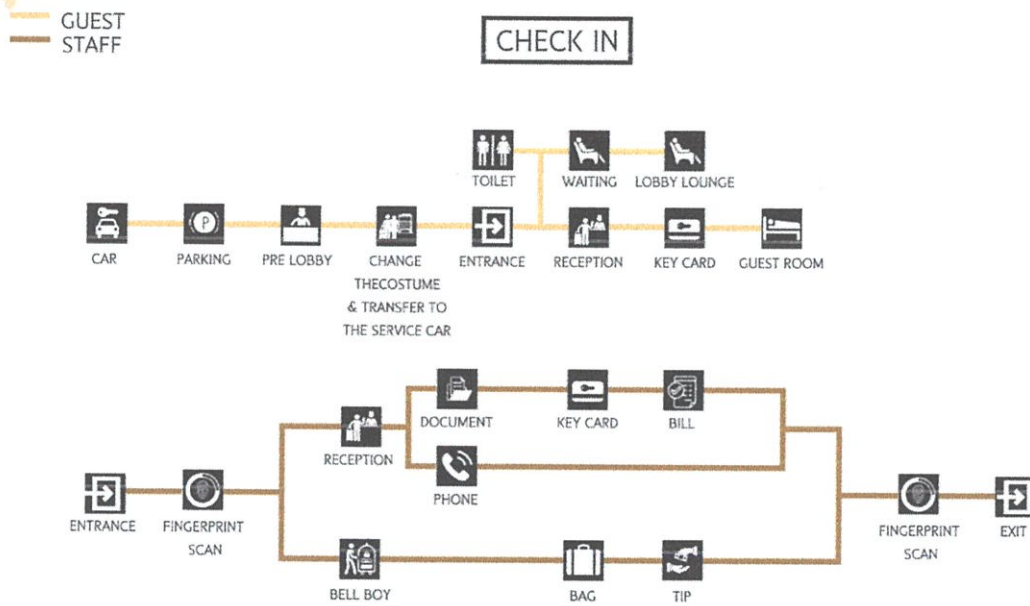 GUEST
STAFF
CHECK IN
TOILET
WAITING
LOBBY LOUNGE
CAR
PARKING
P
PRE LOBBY
CHANGE
THECOSTUME
& TRANSFER TO
THE SERVICE CAR
ENTRANCE
RECEPTION
KEY CARD
GUEST ROOM
DOCUMENT
KEY CARD
BILL
RECEPTION
PHONE
ENTRANCE
FINGERPRINT
SCAN
FINGERPRINT
SCAN
EXIT
BELL BOY
BAG
TIP